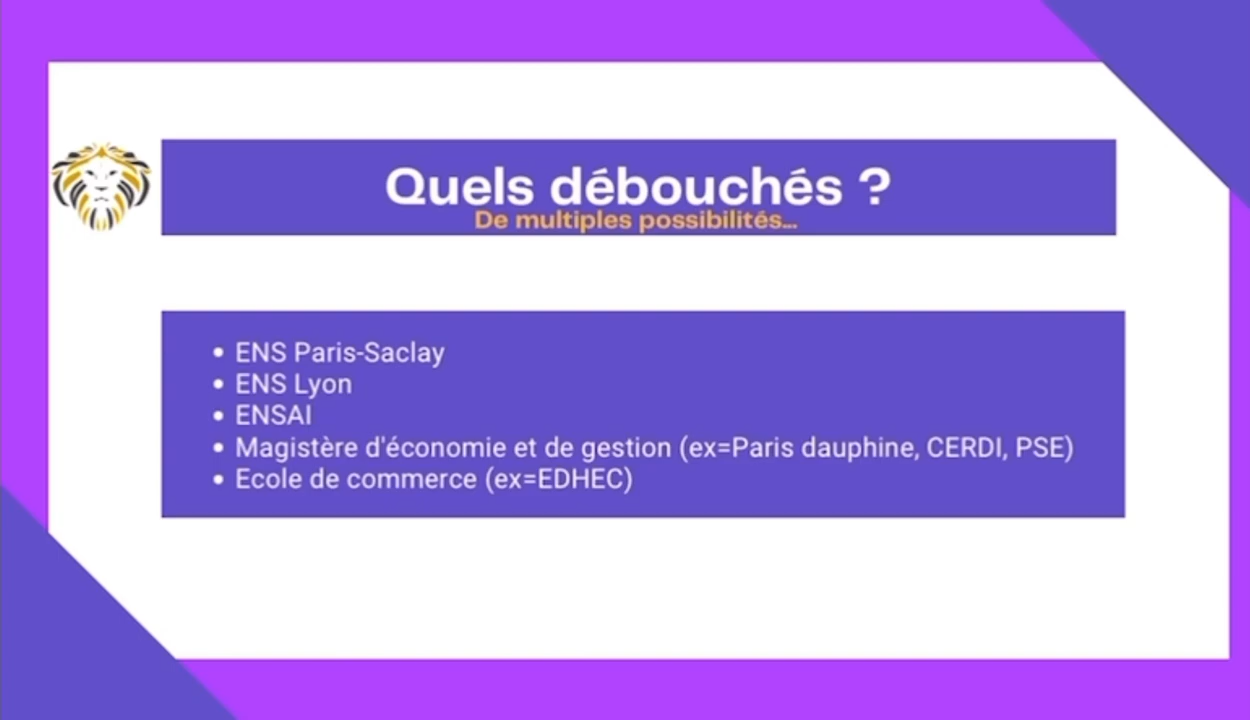 Quels débouchés ?
De multiples possibilités...
• ENS Paris-Saclay
• ENS Lyon
• ENSAI
• Magistère d'économie et de gestion (ex=Paris dauphine, CERDI, PSE)
• Ecole de commerce (ex=EDHEC)